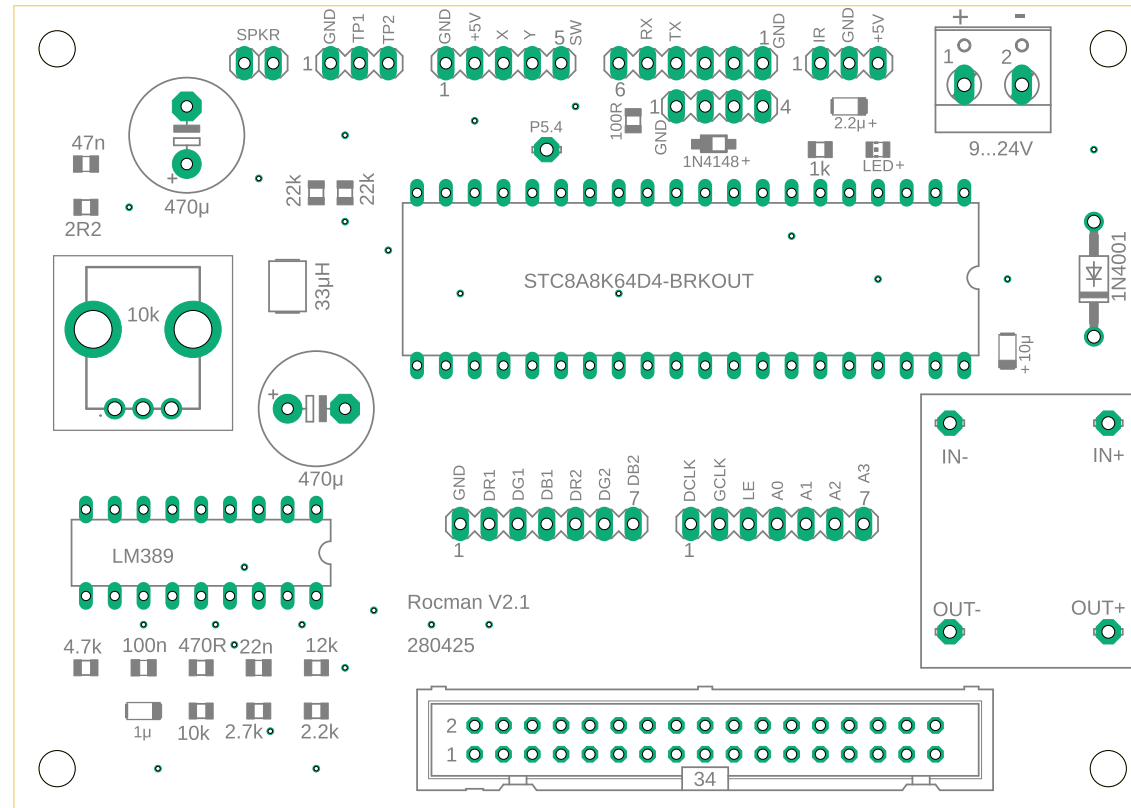 + -
SPKR
GND TP1 TP2
1
GND +5V X Y 5 SW
1
RX TX 1 GND
6
IR GND +5V
1
1 2
9...24V
100R
1 4
GND
2.2µ+
P5.4
1N4148+
1k
LED+
47n
2R2
+
470µ
22k 22k
STC8A8K64D4-BRKOUT
1N4001
10k
33µH
+10µ
+
470µ
IN- IN+
GND DR1 DG1 DB1 DR2 DG2 7 DB2
1
DCLK GCLK LE A0 A1 A2 7 A3
1
LM389
Rocman V2.1
280425
OUT- OUT+
4.7k 100n 470R 22n 12k
1µ 10k 2.7k 2.2k
2
1
34